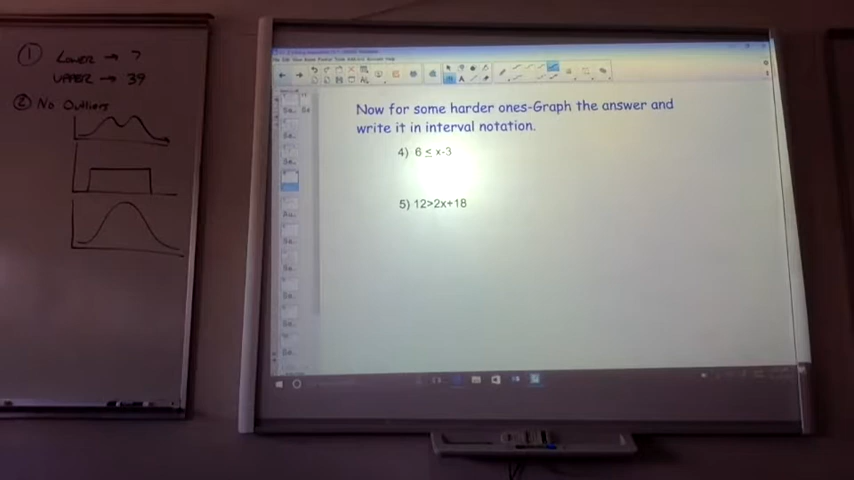 ① LOWER → 7
UPPER → 39
② No Outliers
Now for some harder ones-Graph the answer and
write it in interval notation.
4) 6 ≤ x-3
5) 12>2x+18